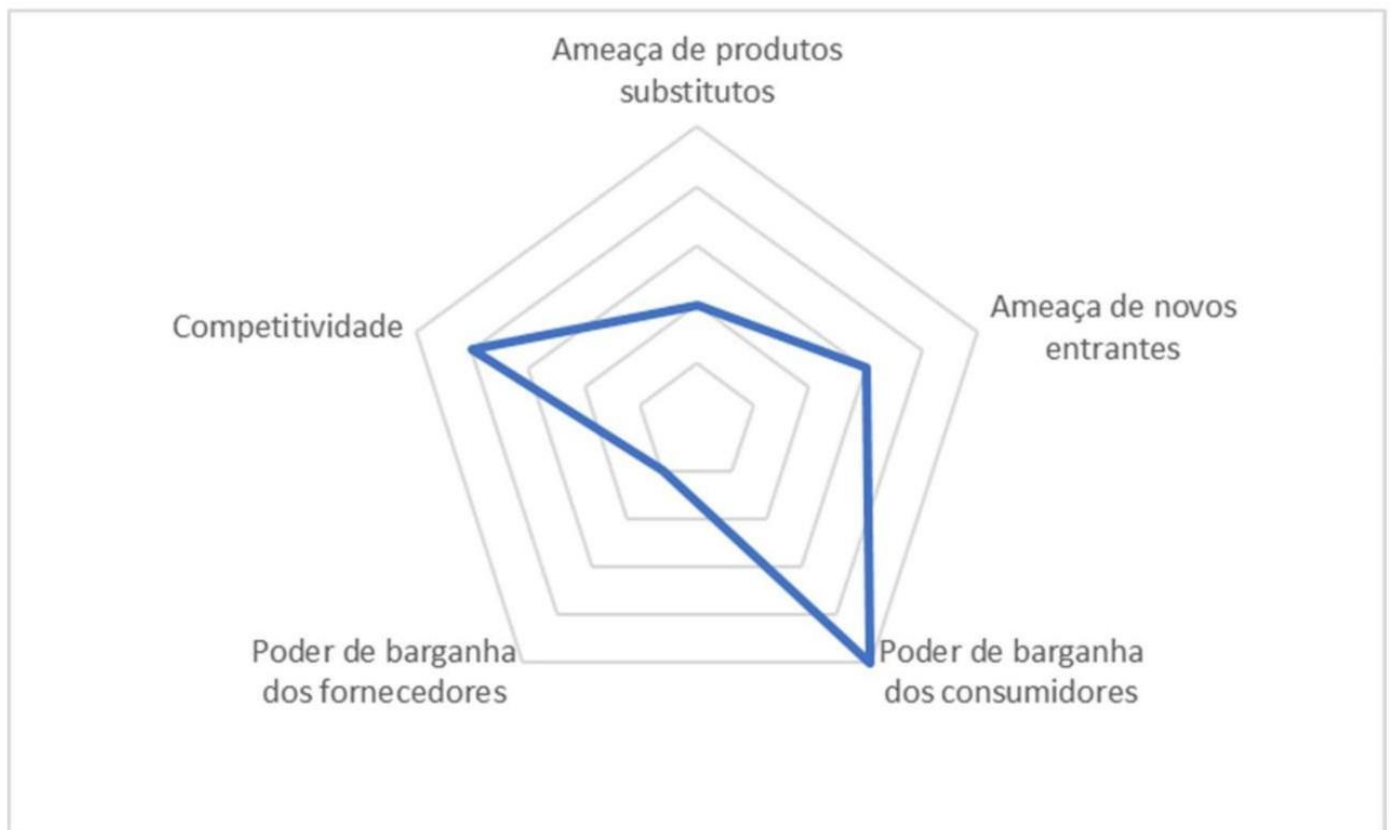 Ameaça de produtos
substitutos
Ameaça de novos
entrantes
Competitividade
Poder de barganha
dos fornecedores
Poder de barganha
dos consumidores